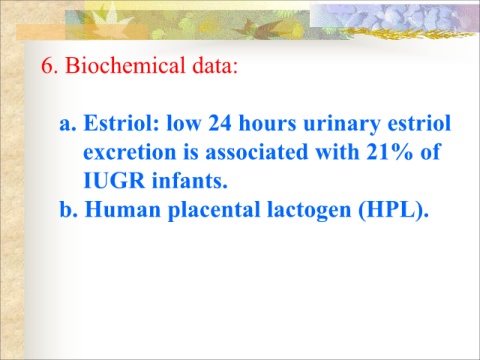 6. Biochemical data:
a. Estriol: low 24 hours urinary estriol
excretion is associated with 21% of
IUGR infants.
b. Human placental lactogen (HPL).